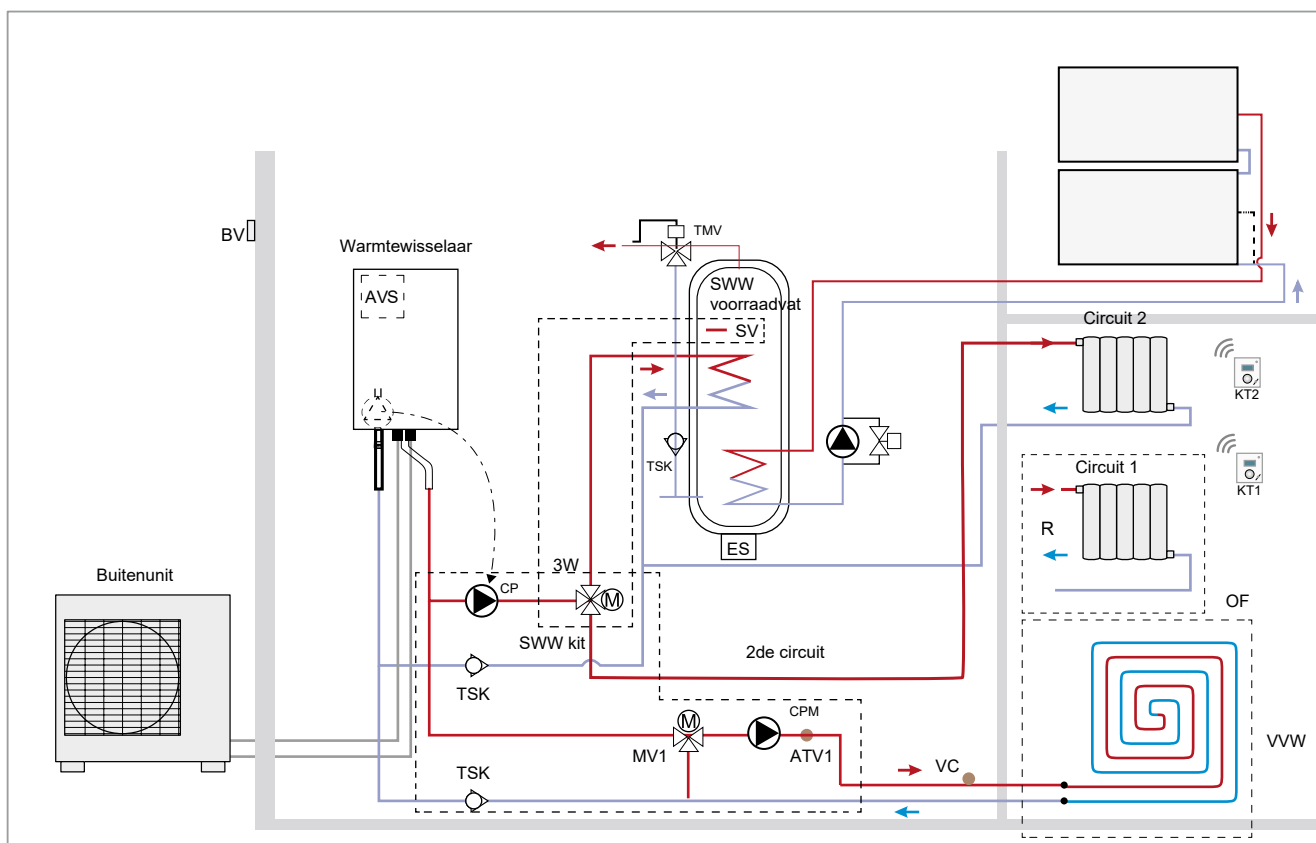 BV
Warmtewisselaar
AVS
TMV
SWW
voorraadvat
SV
TSK
ES
Circuit 2
KT2
Circuit 1
KT1
R
OF
Buitenunit
3W
CP
M
SWW kit
2de circuit
TSK
M
CPM
MV1
ATV1
VC
VVW
TSK